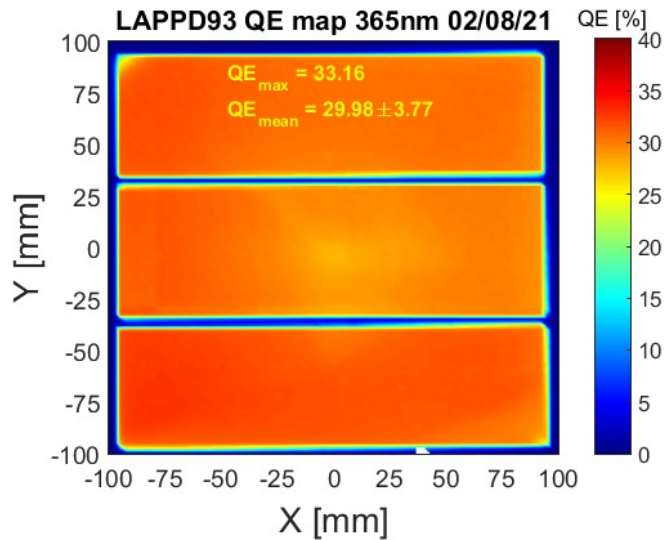 LAPPD93 QE map 365nm 02/08/21
QE [%]
QE_max = 33.16
QE_mean = 29.98±3.77
100
75
50
25
0
-25
-50
-75
-100
Y [mm]
-100 -75 -50 -25 0 25 50 75 100
X [mm]
40
35
30
25
20
15
10
5
0